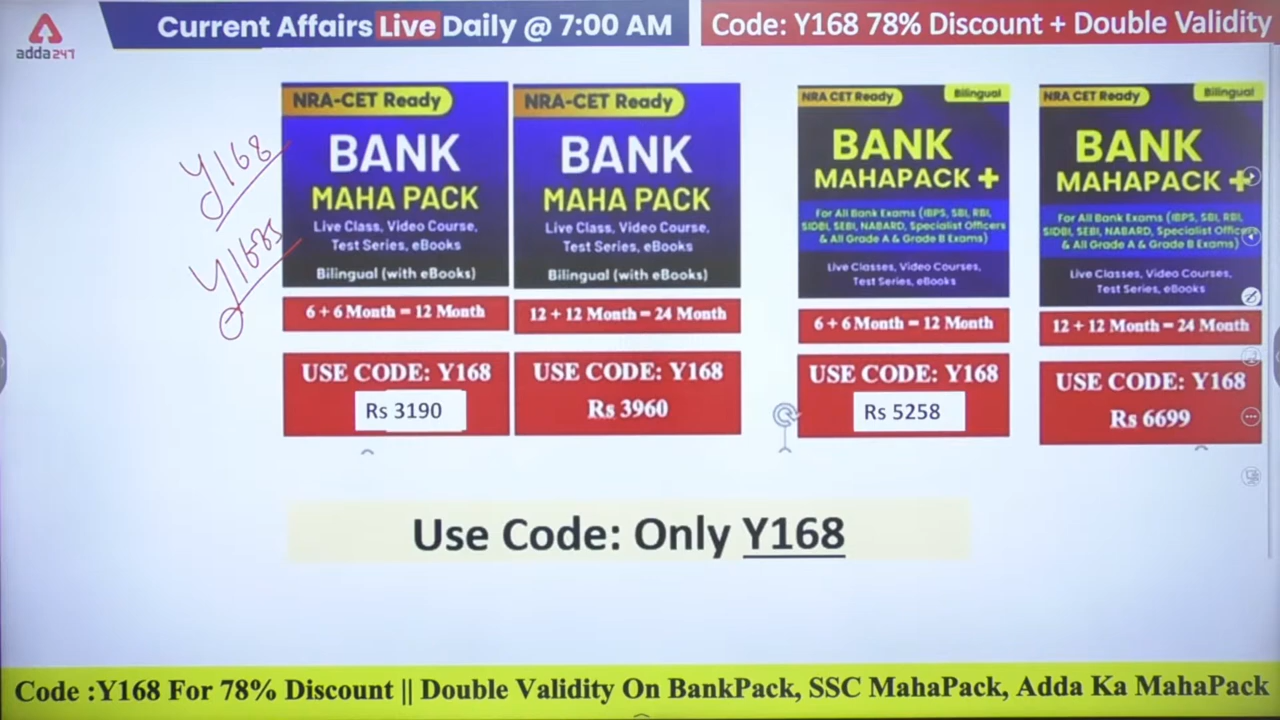 adda247
Current Affairs Live Daily @ 7:00 AM
Code: Y168 78% Discount + Double Validity
Y168
Y1685
NRA-CET Ready
BANK
MAHA PACK
Live Class, Video Course,
Test Series, eBooks
Bilingual (with eBooks)
6 + 6 Month = 12 Month
USE CODE: Y168
Rs 3190
NRA-CET Ready
BANK
MAHA PACK
Live Class, Video Course,
Test Series, eBooks
Bilingual (with eBooks)
12 + 12 Month = 24 Month
USE CODE: Y168
Rs 3960
NRA CET Ready
Bilingual
BANK
MAHAPACK +
For All Bank Exams (IBPS, SBI, RBI,
SIDBI, SEBI, NABARD, Specialist Officers
& All Grade A & Grade B Exams)
Live Classes, Video Courses,
Test Series, eBooks
6 + 6 Month = 12 Month
USE CODE: Y168
Rs 5258
NRA CET Ready
Bilingual
BANK
MAHAPACK +
For All Bank Exams (IBPS, SBI, RBI,
SIDBI, SEBI, NABARD, Specialist Officers
& All Grade A & Grade B Exams)
Live Classes, Video Courses,
Test Series, eBooks
12 + 12 Month = 24 Month
USE CODE: Y168
Rs 6699
Use Code: Only Y168
Code :Y168 For 78% Discount || Double Validity On BankPack, SSC MahaPack, Adda Ka MahaPack